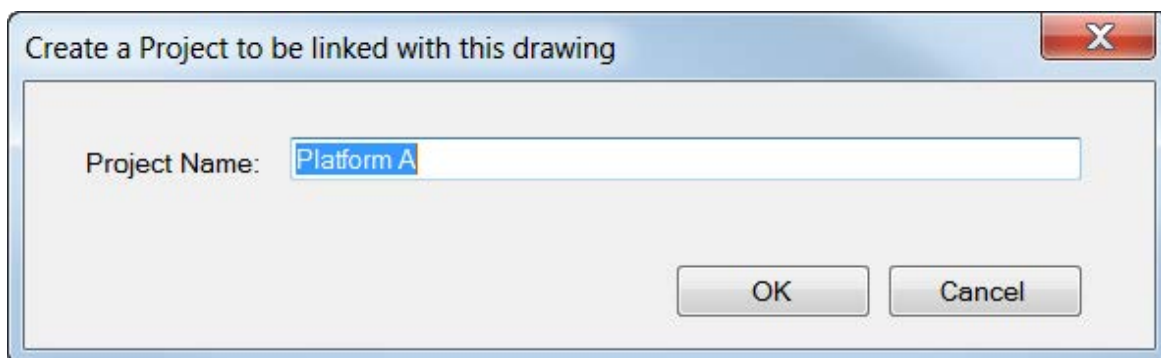 Create a Project to be linked with this drawing
Project Name: Platform A
OK Cancel